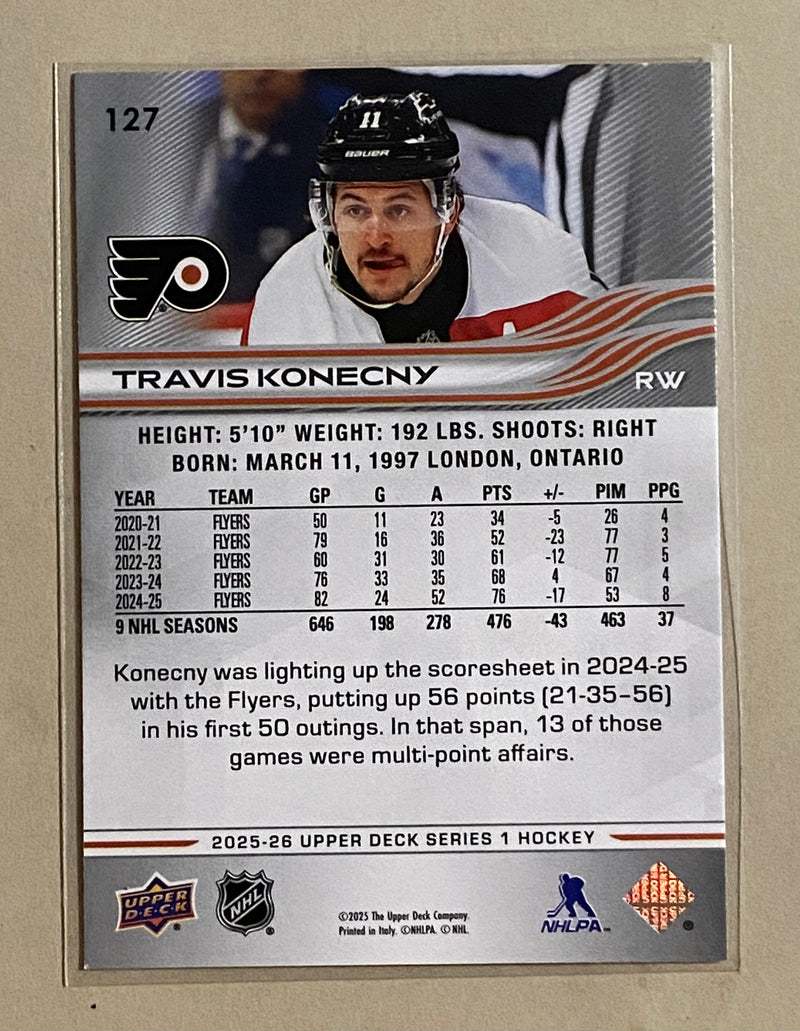 127
11
BAUER
A
TRAVIS KONECNY
RW
HEIGHT: 5'10" WEIGHT: 192 LBS. SHOOTS: RIGHT
BORN: MARCH 11, 1997 LONDON, ONTARIO
YEAR TEAM GP G A PTS +/- PIM PPG
2020-21 FLYERS 50 11 23 34 -5 26 4
2021-22 FLYERS 79 16 36 52 -23 77 3
2022-23 FLYERS 60 31 30 61 -12 77 5
2023-24 FLYERS 76 33 35 68 4 67 4
2024-25 FLYERS 82 24 52 76 -17 53 8
9 NHL SEASONS 646 198 278 476 -43 463 37
Konecny was lighting up the scoresheet in 2024-25
with the Flyers, putting up 56 points (21-35–56)
in his first 50 outings. In that span, 13 of those
games were multi-point affairs.
2025-26 UPPER DECK SERIES 1 HOCKEY
UPPER
D·E·C·K
®
NHL
®
©2025 The Upper Deck Company.
Printed in Italy. ©NHLPA. © NHL.
NHLPA™
®